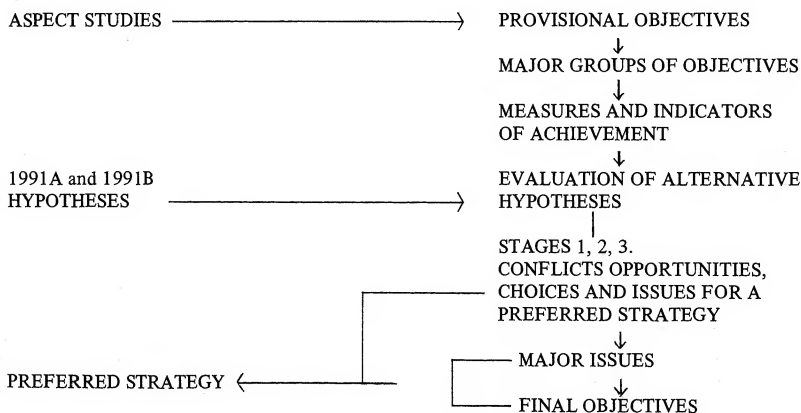 ASPECT STUDIES
PROVISIONAL OBJECTIVES
MAJOR GROUPS OF OBJECTIVES
MEASURES AND INDICATORS
OF ACHIEVEMENT
1991A and 1991B
HYPOTHESES
EVALUATION OF ALTERNATIVE
HYPOTHESES
STAGES 1, 2, 3.
CONFLICTS OPPORTUNITIES,
CHOICES AND ISSUES FOR A
PREFERRED STRATEGY
MAJOR ISSUES
PREFERRED STRATEGY
FINAL OBJECTIVES